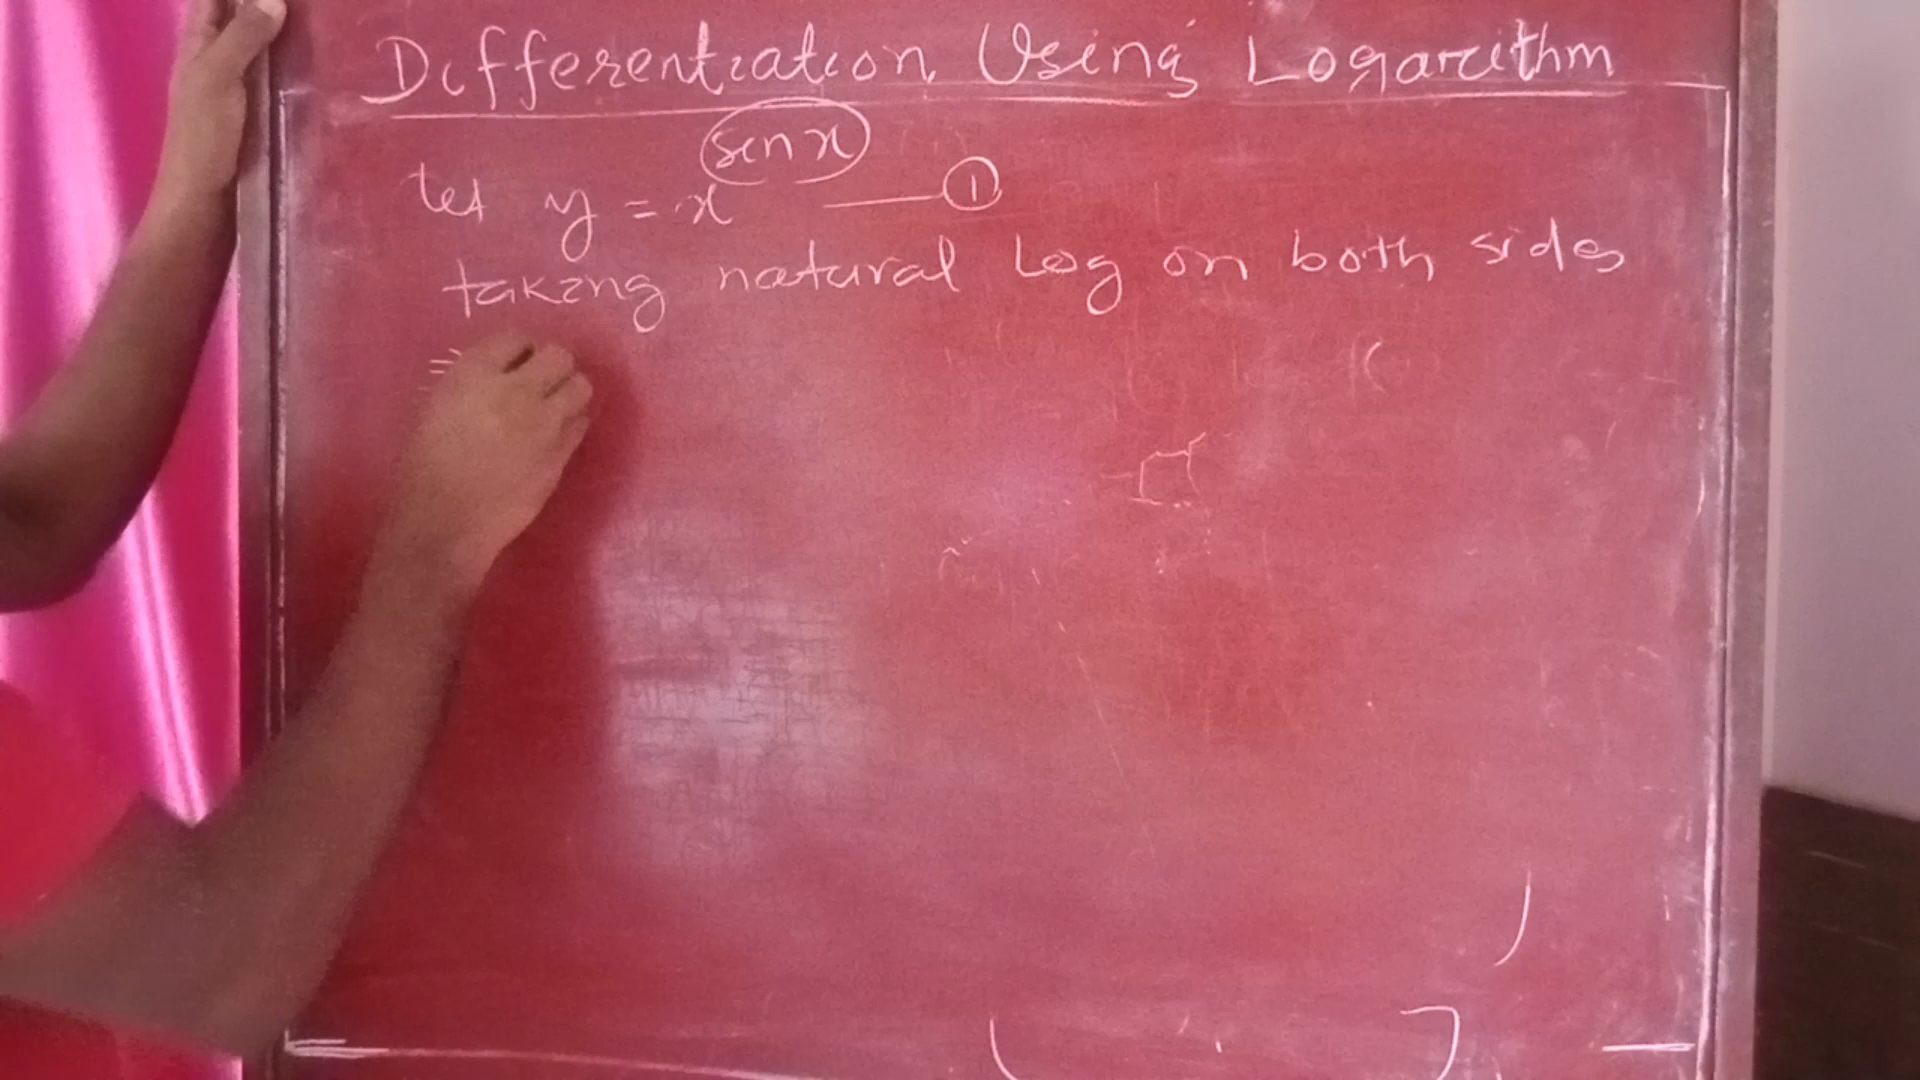 Differentiation Using Logarithm
let y = x^sin x —— ①
taking natural Log on both sides
⇒